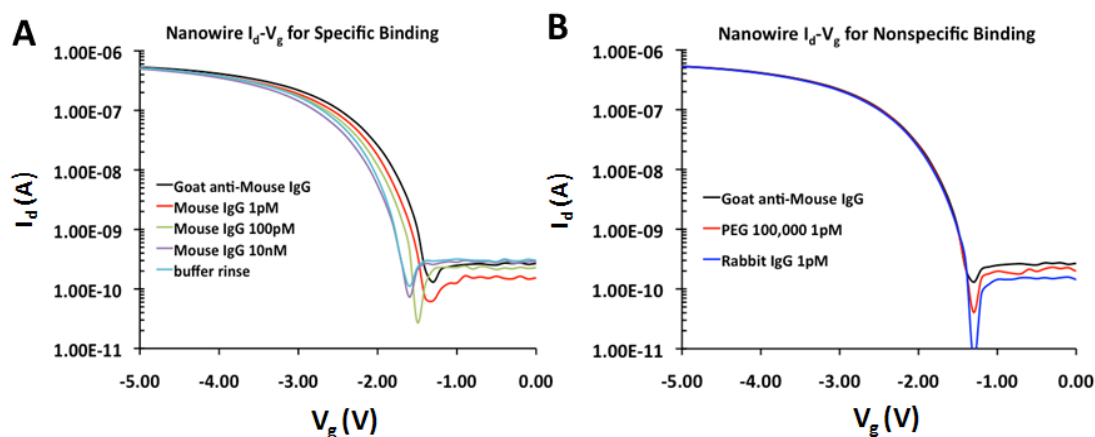 A
Nanowire Id-Vg for Specific Binding
1.00E-06
1.00E-07
1.00E-08
1.00E-09
1.00E-10
1.00E-11
Id (A)
Goat anti-Mouse IgG
Mouse IgG 1pM
Mouse IgG 100pM
Mouse IgG 10nM
buffer rinse
-5.00 -4.00 -3.00 -2.00 -1.00 0.00
Vg (V)
B
Nanowire Id-Vg for Nonspecific Binding
1.00E-06
1.00E-07
1.00E-08
1.00E-09
1.00E-10
1.00E-11
Id (A)
Goat anti-Mouse IgG
PEG 100,000 1pM
Rabbit IgG 1pM
-5.00 -4.00 -3.00 -2.00 -1.00 0.00
Vg (V)